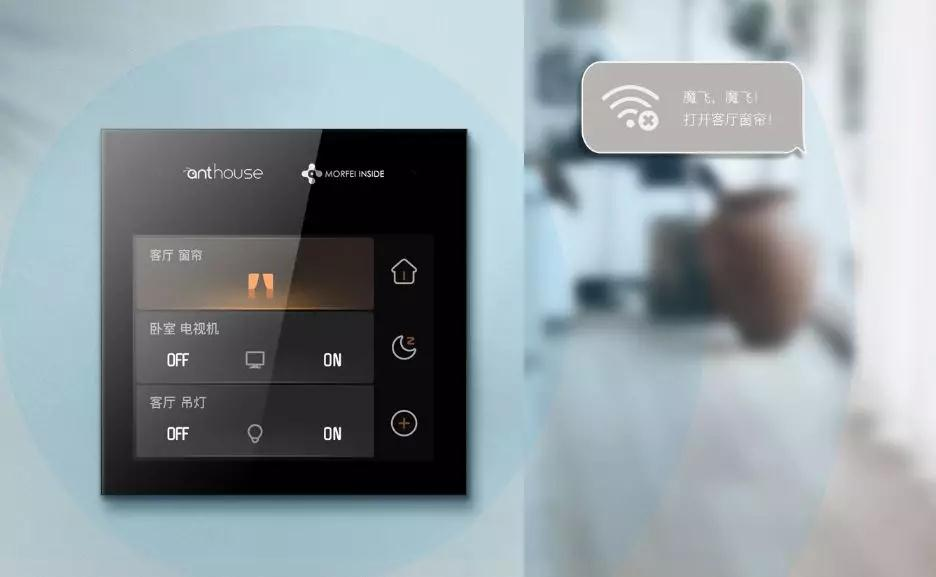 anthouse
MORFEI INSIDE
客厅 窗帘
卧室 电视机
OFF ON
客厅 吊灯
OFF ON
魔飞，魔飞！
打开客厅窗帘！